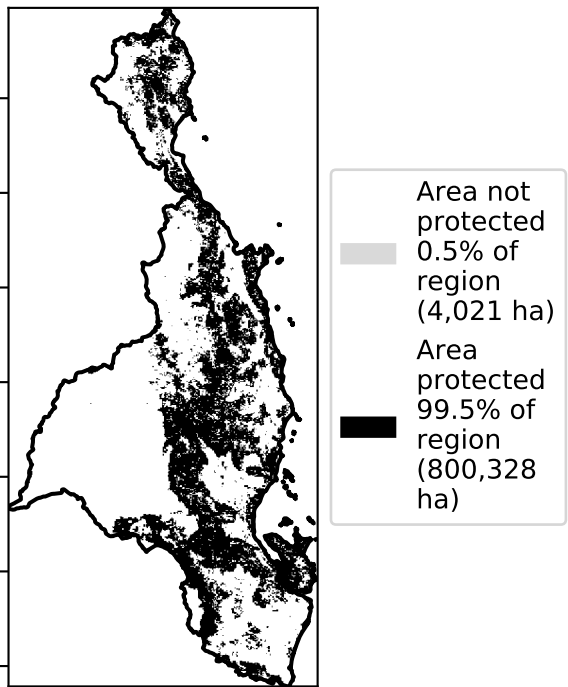 Area not
protected
0.5% of
region
(4,021 ha)
Area
protected
99.5% of
region
(800,328
ha)